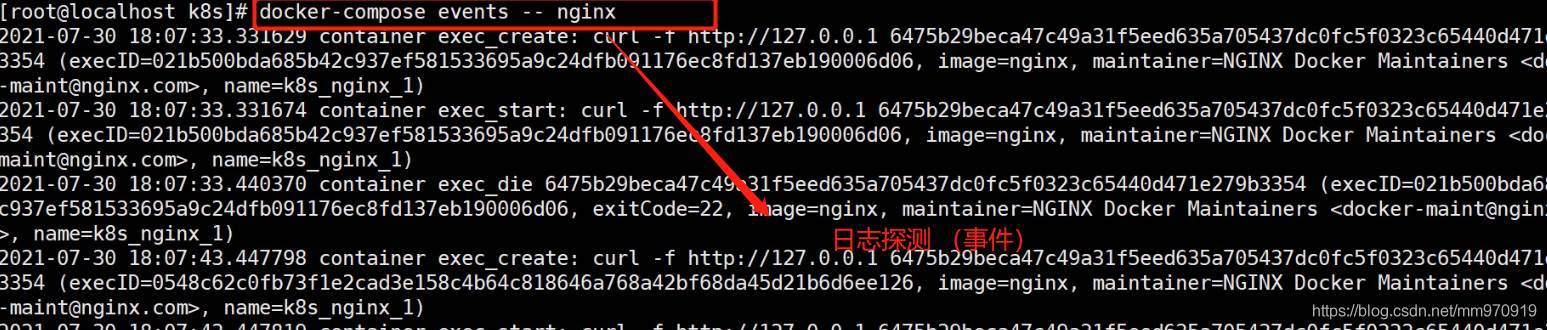 [root@localhost k8s]# docker-compose events -- nginx
2021-07-30 18:07:33.331629 container exec_create: curl -f http://127.0.0.1 6475b29beca47c49a31f5eed635a705437dc0fc5f0323c65440d471e
3354 (execID=021b500bda685b42c937ef581533695a9c24dfb091176ec8fd137eb190006d06, image=nginx, maintainer=NGINX Docker Maintainers <do
-maint@nginx.com>, name=k8s_nginx_1)
2021-07-30 18:07:33.331674 container exec_start: curl -f http://127.0.0.1 6475b29beca47c49a31f5eed635a705437dc0fc5f0323c65440d471e2
354 (execID=021b500bda685b42c937ef581533695a9c24dfb091176ec8fd137eb190006d06, image=nginx, maintainer=NGINX Docker Maintainers <doc
maint@nginx.com>, name=k8s_nginx_1)
2021-07-30 18:07:33.440370 container exec_die 6475b29beca47c49a31f5eed635a705437dc0fc5f0323c65440d471e279b3354 (execID=021b500bda68
c937ef581533695a9c24dfb091176ec8fd137eb190006d06, exitCode=22, image=nginx, maintainer=NGINX Docker Maintainers <docker-maint@nginx
>, name=k8s_nginx_1)
日志探测 （事件）
2021-07-30 18:07:43.447798 container exec_create: curl -f http://127.0.0.1 6475b29beca47c49a31f5eed635a705437dc0fc5f0323c65440d471e
3354 (execID=0548c62c0fb73f1e2cad3e158c4b64c818646a768a42bf68da45d21b6d6ee126, image=nginx, maintainer=NGINX Docker Maintainers <do
-maint@nginx.com>, name=k8s_nginx_1)
https://blog.csdn.net/mm970919